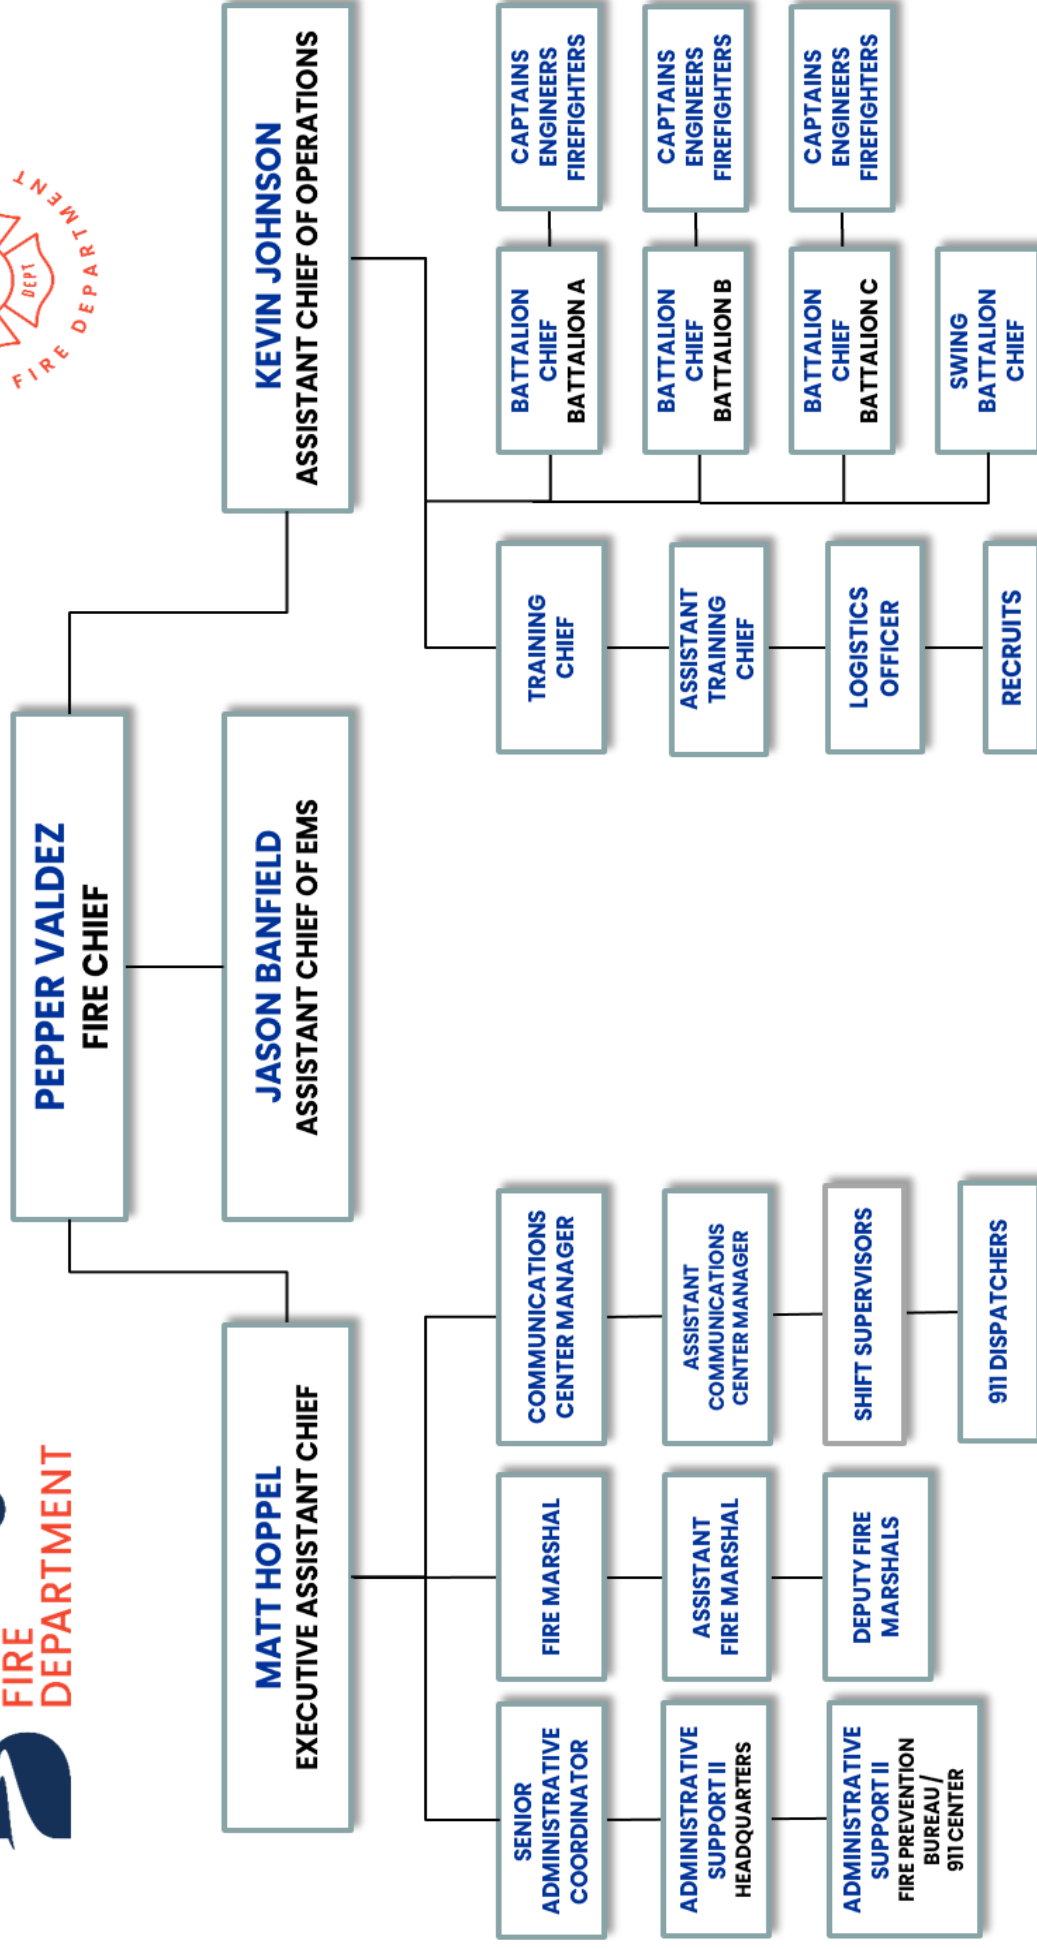 FIRE
DEPARTMENT
FIRE DEPARTMENT
DEPT
PEPPER VALDEZ
FIRE CHIEF
MATT HOPPEL
EXECUTIVE ASSISTANT CHIEF
JASON BANFIELD
ASSISTANT CHIEF OF EMS
KEVIN JOHNSON
ASSISTANT CHIEF OF OPERATIONS
SENIOR
ADMINISTRATIVE
COORDINATOR
ADMINISTRATIVE
SUPPORT II
HEADQUARTERS
ADMINISTRATIVE
SUPPORT II
FIRE PREVENTION
BUREAU /
911 CENTER
FIRE MARSHAL
ASSISTANT
FIRE MARSHAL
DEPUTY FIRE
MARSHALS
COMMUNICATIONS
CENTER MANAGER
ASSISTANT
COMMUNICATIONS
CENTER MANAGER
SHIFT SUPERVISORS
911 DISPATCHERS
TRAINING
CHIEF
ASSISTANT
TRAINING
CHIEF
LOGISTICS
OFFICER
RECRUITS
BATTALION
CHIEF
BATTALION A
CAPTAINS
ENGINEERS
FIREFIGHTERS
BATTALION
CHIEF
BATTALION B
CAPTAINS
ENGINEERS
FIREFIGHTERS
BATTALION
CHIEF
BATTALION C
CAPTAINS
ENGINEERS
FIREFIGHTERS
SWING
BATTALION
CHIEF